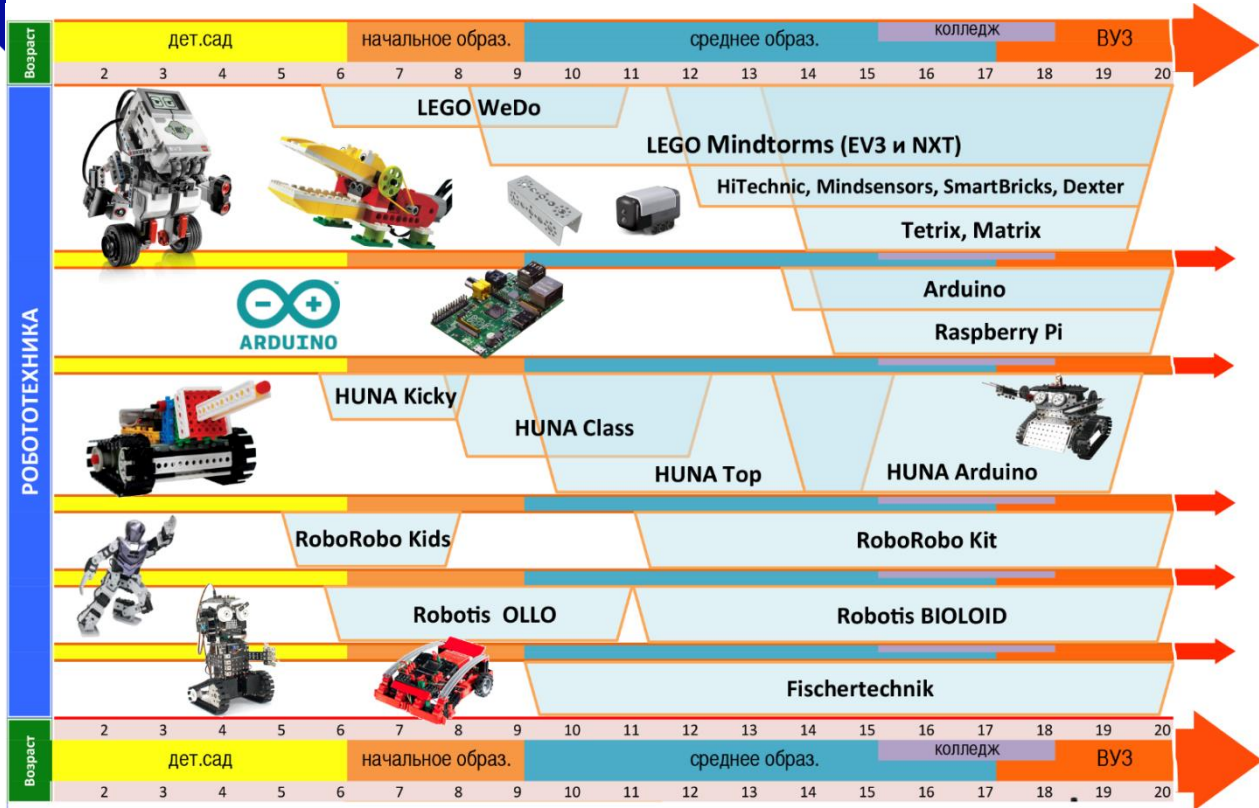 Возраст
дет.сад
начальное образ.
среднее образ.
колледж
ВУЗ
2 3 4 5 6 7 8 9 10 11 12 13 14 15 16 17 18 19 20
РОБОТОТЕХНИКА
LEGO WeDo
LEGO Mindtorms (EV3 и NXT)
HiTechnic, Mindsensors, SmartBricks, Dexter
Tetrix, Matrix
ARDUINO
Arduino
Raspberry Pi
HUNA Kicky
HUNA Class
HUNA Top
HUNA Arduino
RoboRobo Kids
RoboRobo Kit
Robotis OLLO
Robotis BIOLOID
Fischertechnik
2 3 4 5 6 7 8 9 10 11 12 13 14 15 16 17 18 19 20
Возраст
дет.сад
начальное образ.
среднее образ.
колледж
ВУЗ
2 3 4 5 6 7 8 9 10 11 12 13 14 15 16 17 18 19 20